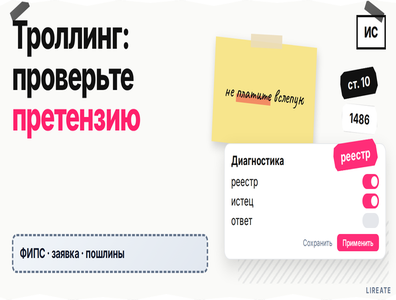 Троллинг:
проверьте
претензию
ИС
не платите вслепую
ст. 10
1486
реестр
Диагностика
реестр
истец
ответ
Сохранить
Применить
ФИПС · заявка · пошлины
LIREATE